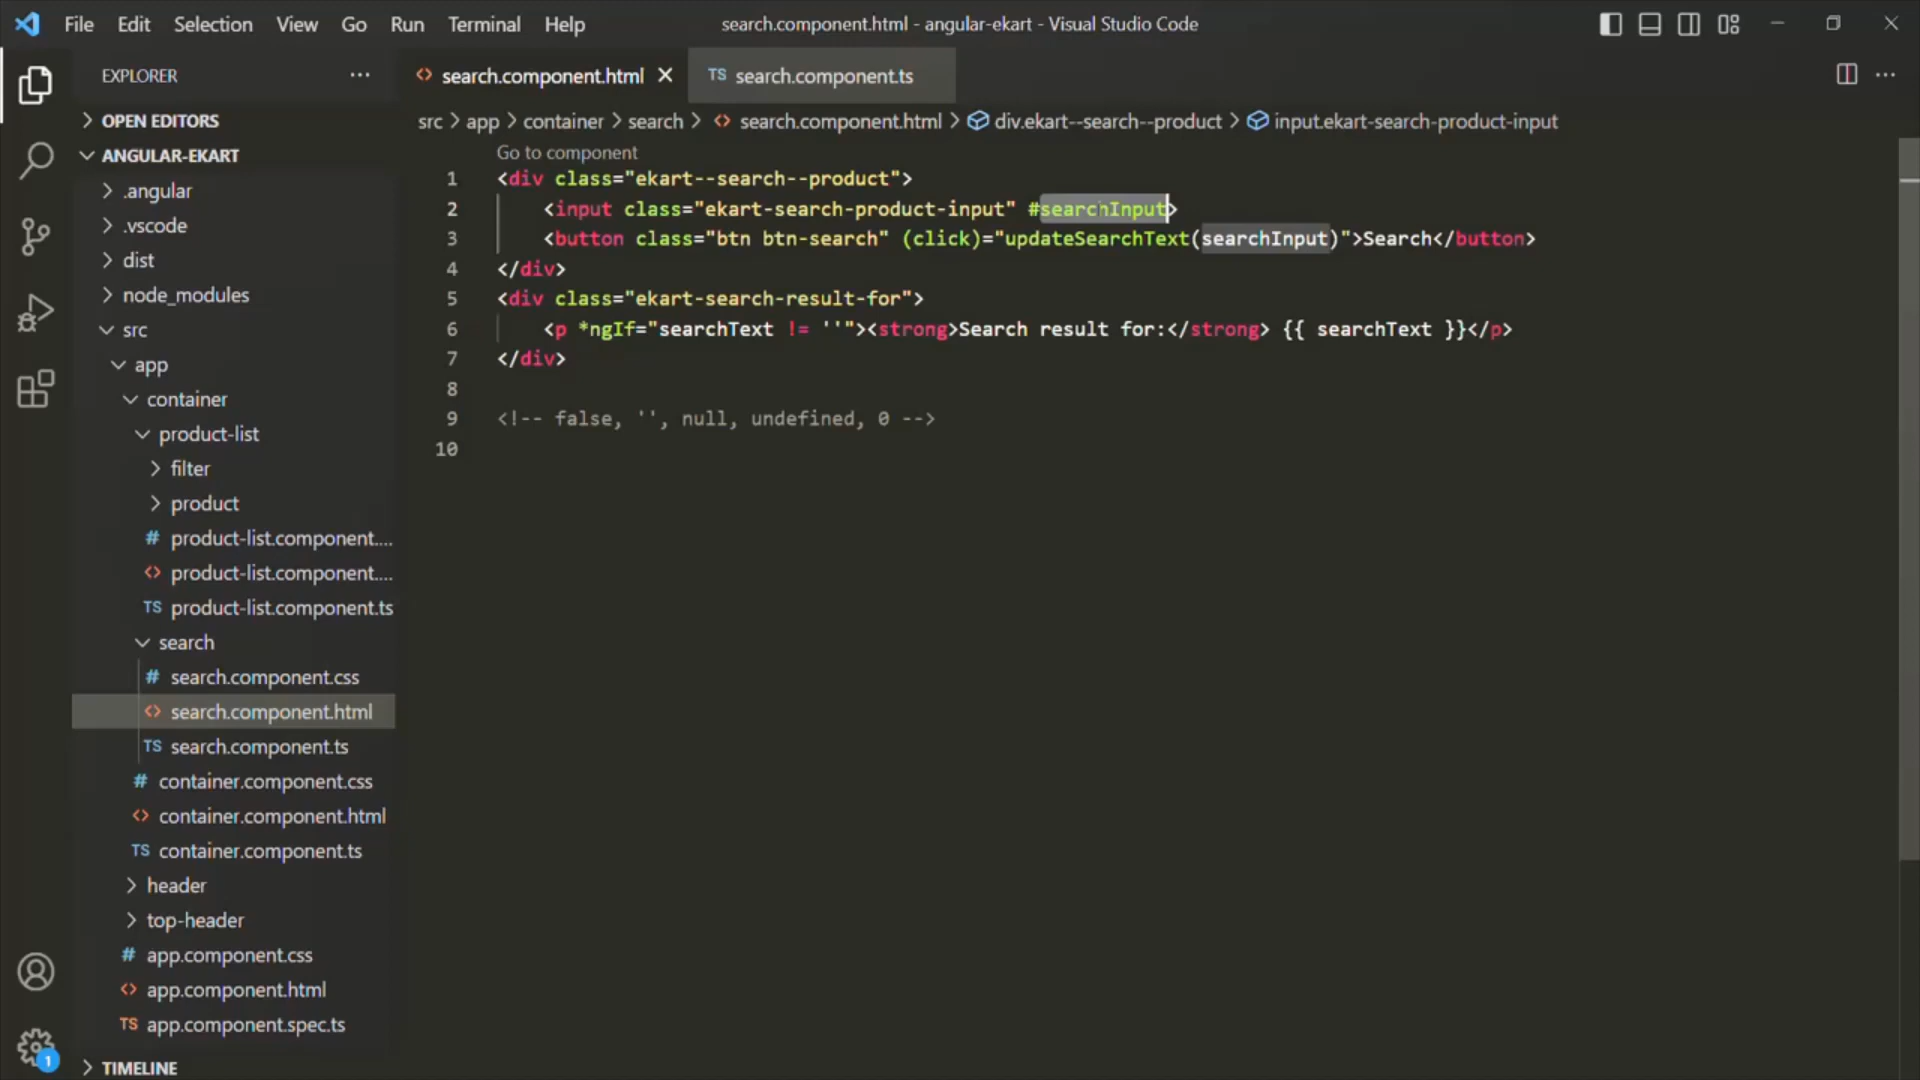 File Edit Selection View Go Run Terminal Help
search.component.html - angular-ekart - Visual Studio Code
EXPLORER
OPEN EDITORS
ANGULAR-EKART
.angular
.vscode
dist
node_modules
src
app
container
product-list
filter
product
# product-list.component....
<> product-list.component....
TS product-list.component.ts
search
# search.component.css
<> search.component.html
TS search.component.ts
# container.component.css
<> container.component.html
TS container.component.ts
header
top-header
# app.component.css
<> app.component.html
TS app.component.spec.ts
TIMELINE
1
<> search.component.html
TS search.component.ts
src > app > container > search > <> search.component.html > div.ekart--search--product > input.ekart-search-product-input
Go to component
1 <div class="ekart--search--product">
2 <input class="ekart-search-product-input" #searchInput>
3 <button class="btn btn-search" (click)="updateSearchText(searchInput)">Search</button>
4 </div>
5 <div class="ekart-search-result-for">
6 <p *ngIf="searchText != ''"><strong>Search result for:</strong> {{ searchText }}</p>
7 </div>
8
9 <!-- false, '', null, undefined, 0 -->
10